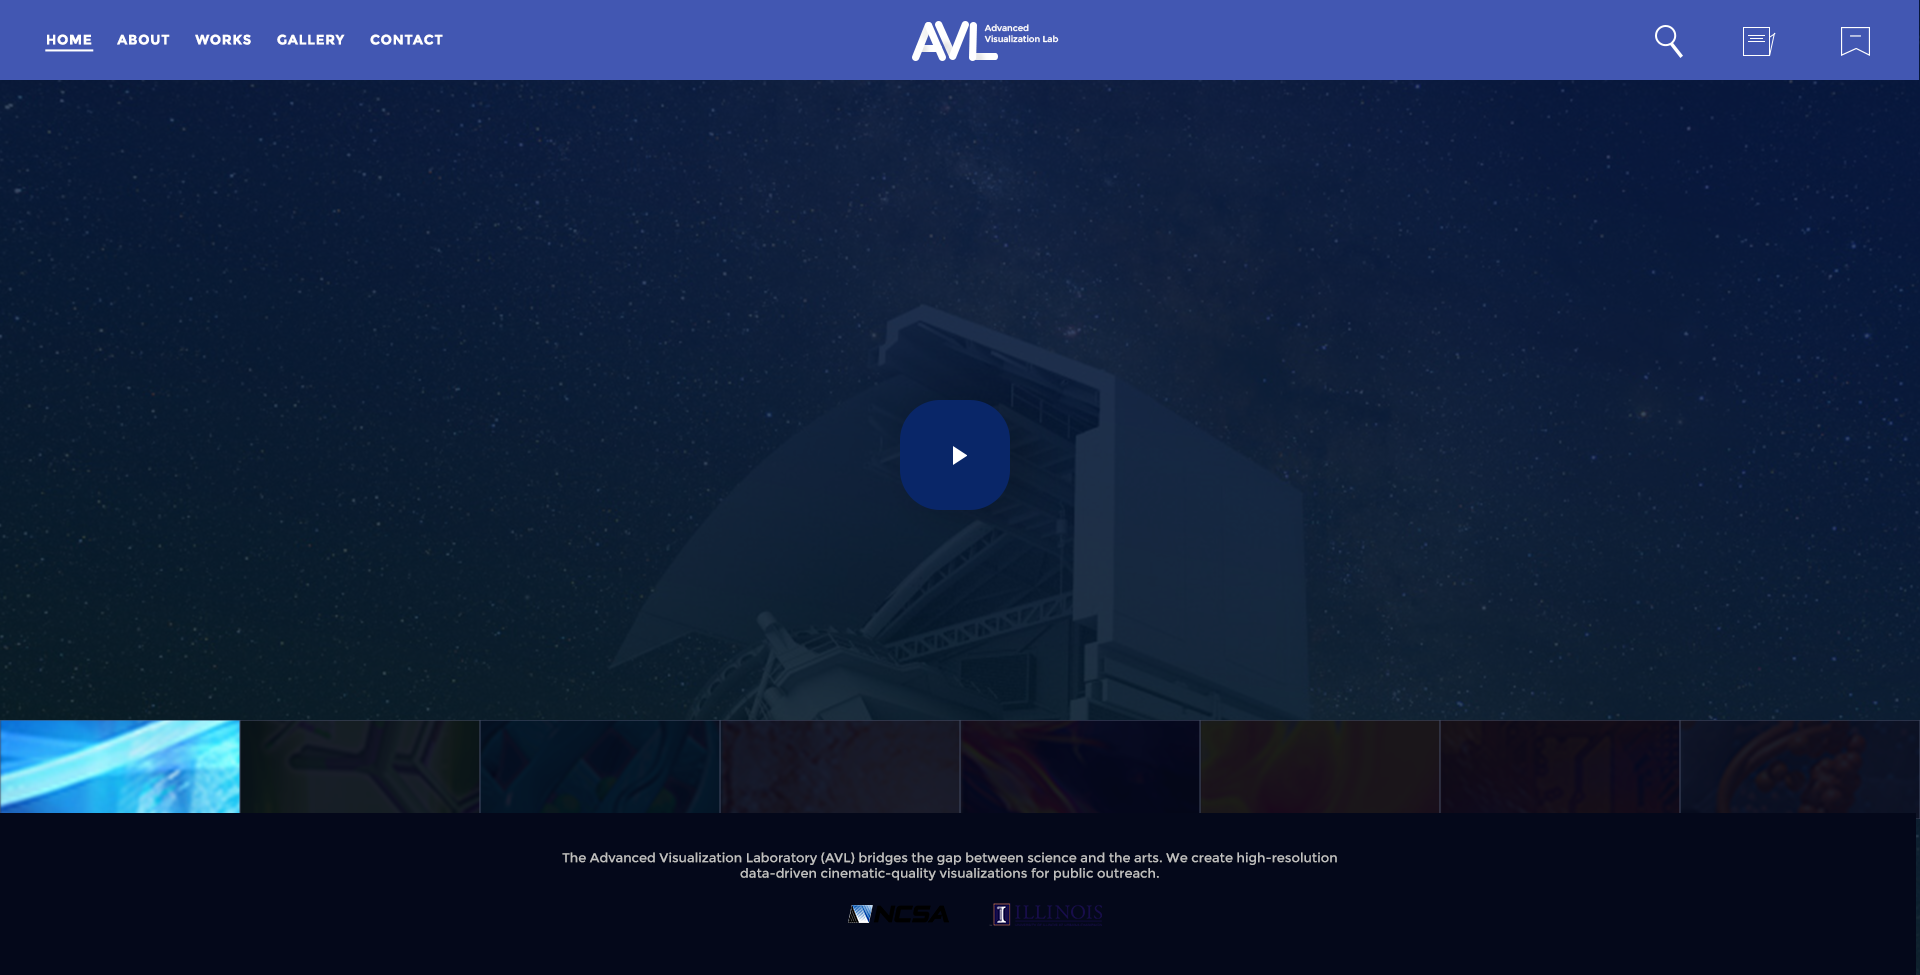 HOME ABOUT WORKS GALLERY CONTACT
AVL Advanced
Visualization Lab
The Advanced Visualization Laboratory (AVL) bridges the gap between science and the arts. We create high-resolution
data-driven cinematic-quality visualizations for public outreach.
NCSA I ILLINOIS